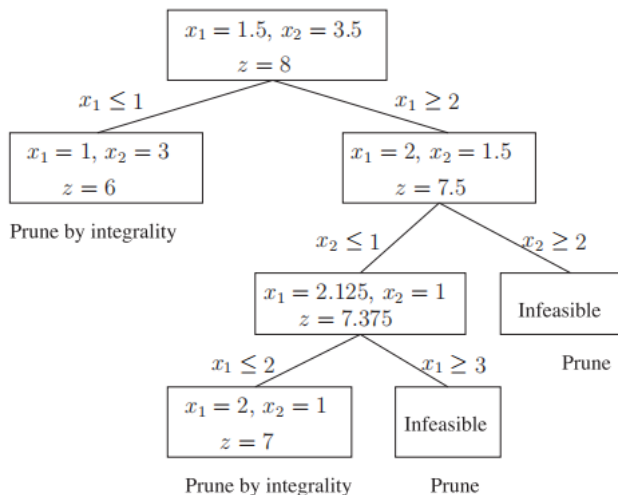 x₁ = 1.5, x₂ = 3.5
z = 8
x₁ ≤ 1
x₁ ≥ 2
x₁ = 1, x₂ = 3
z = 6
x₁ = 2, x₂ = 1.5
z = 7.5
Prune by integrality
x₂ ≤ 1
x₂ ≥ 2
x₁ = 2.125, x₂ = 1
z = 7.375
Infeasible
Prune
x₁ ≤ 2
x₁ ≥ 3
x₁ = 2, x₂ = 1
z = 7
Infeasible
Prune by integrality
Prune